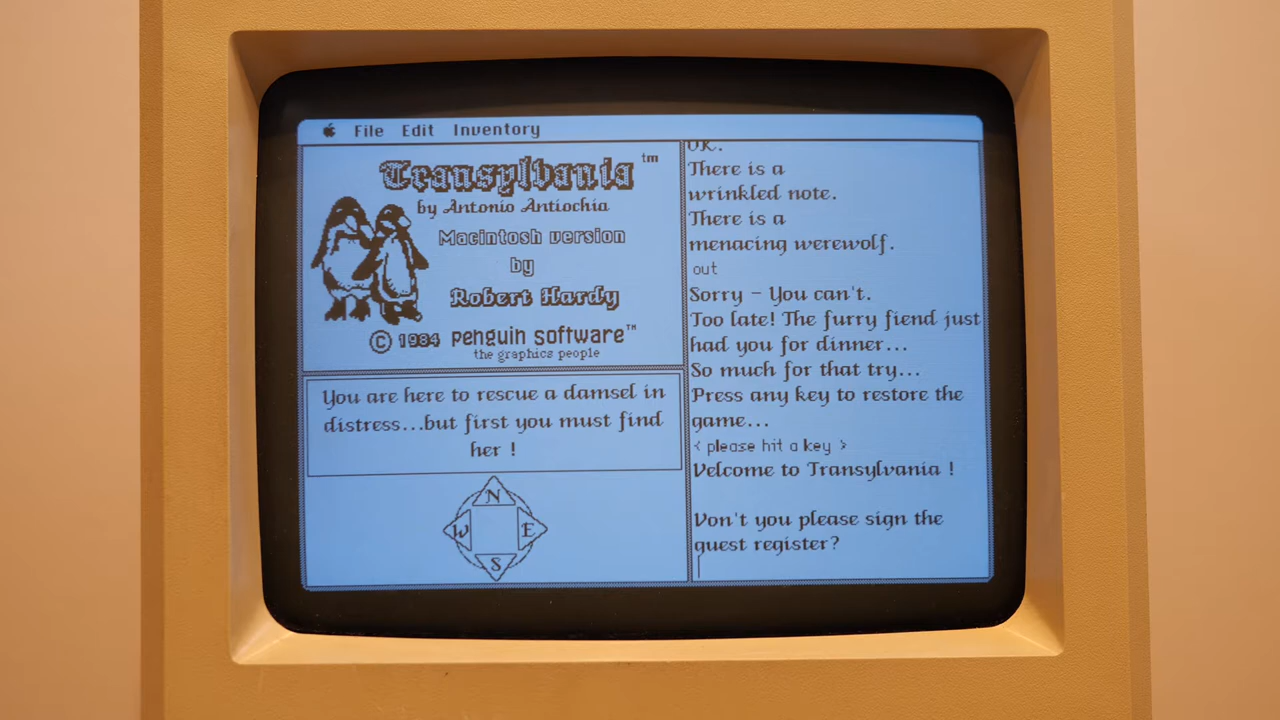 File Edit Inventory
Transylvania™
by Antonio Antiochia
Macintosh version
by
Robert Hardy
© 1984 penguin software™
the graphics people
You are here to rescue a damsel in
distress...but first you must find
her !
N
W E
S
OK.
There is a
wrinkled note.
There is a
menacing werewolf.
out
Sorry - You can't.
Too late! The furry fiend just
had you for dinner...
So much for that try...
Press any key to restore the
game...
< please hit a key >
Velcome to Transylvania !
Von't you please sign the
guest register?